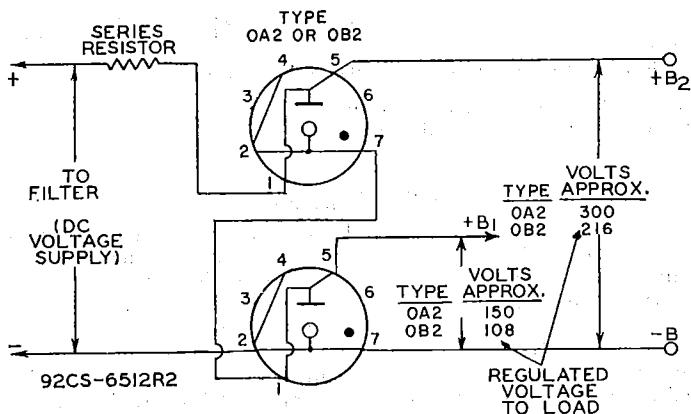 SERIES
RESISTOR
TYPE
OA2 OR OB2
4
5
3
6
2
7
1
+
+B2
TO
FILTER
(DC
VOLTAGE
SUPPLY)
VOLTS
TYPE APPROX.
OA2 300
OB2 216
+B1
4
5
3
6
2
7
1
VOLTS
TYPE APPROX.
OA2 150
OB2 108
-
-B
92CS-6512R2
REGULATED
VOLTAGE
TO LOAD